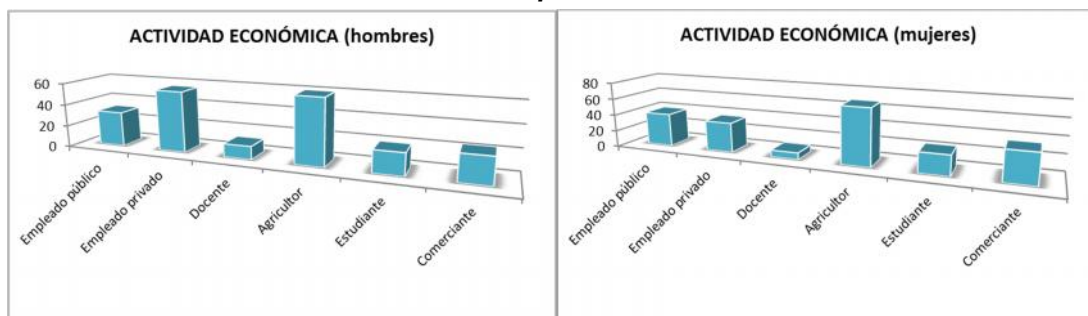 ACTIVIDAD ECONÓMICA (hombres)
60
40
20
0
Empleado público
Empleado privado
Docente
Agricultor
Estudiante
Comerciante
ACTIVIDAD ECONÓMICA (mujeres)
80
60
40
20
0
Empleado público
Empleado privado
Docente
Agricultor
Estudiante
Comerciante